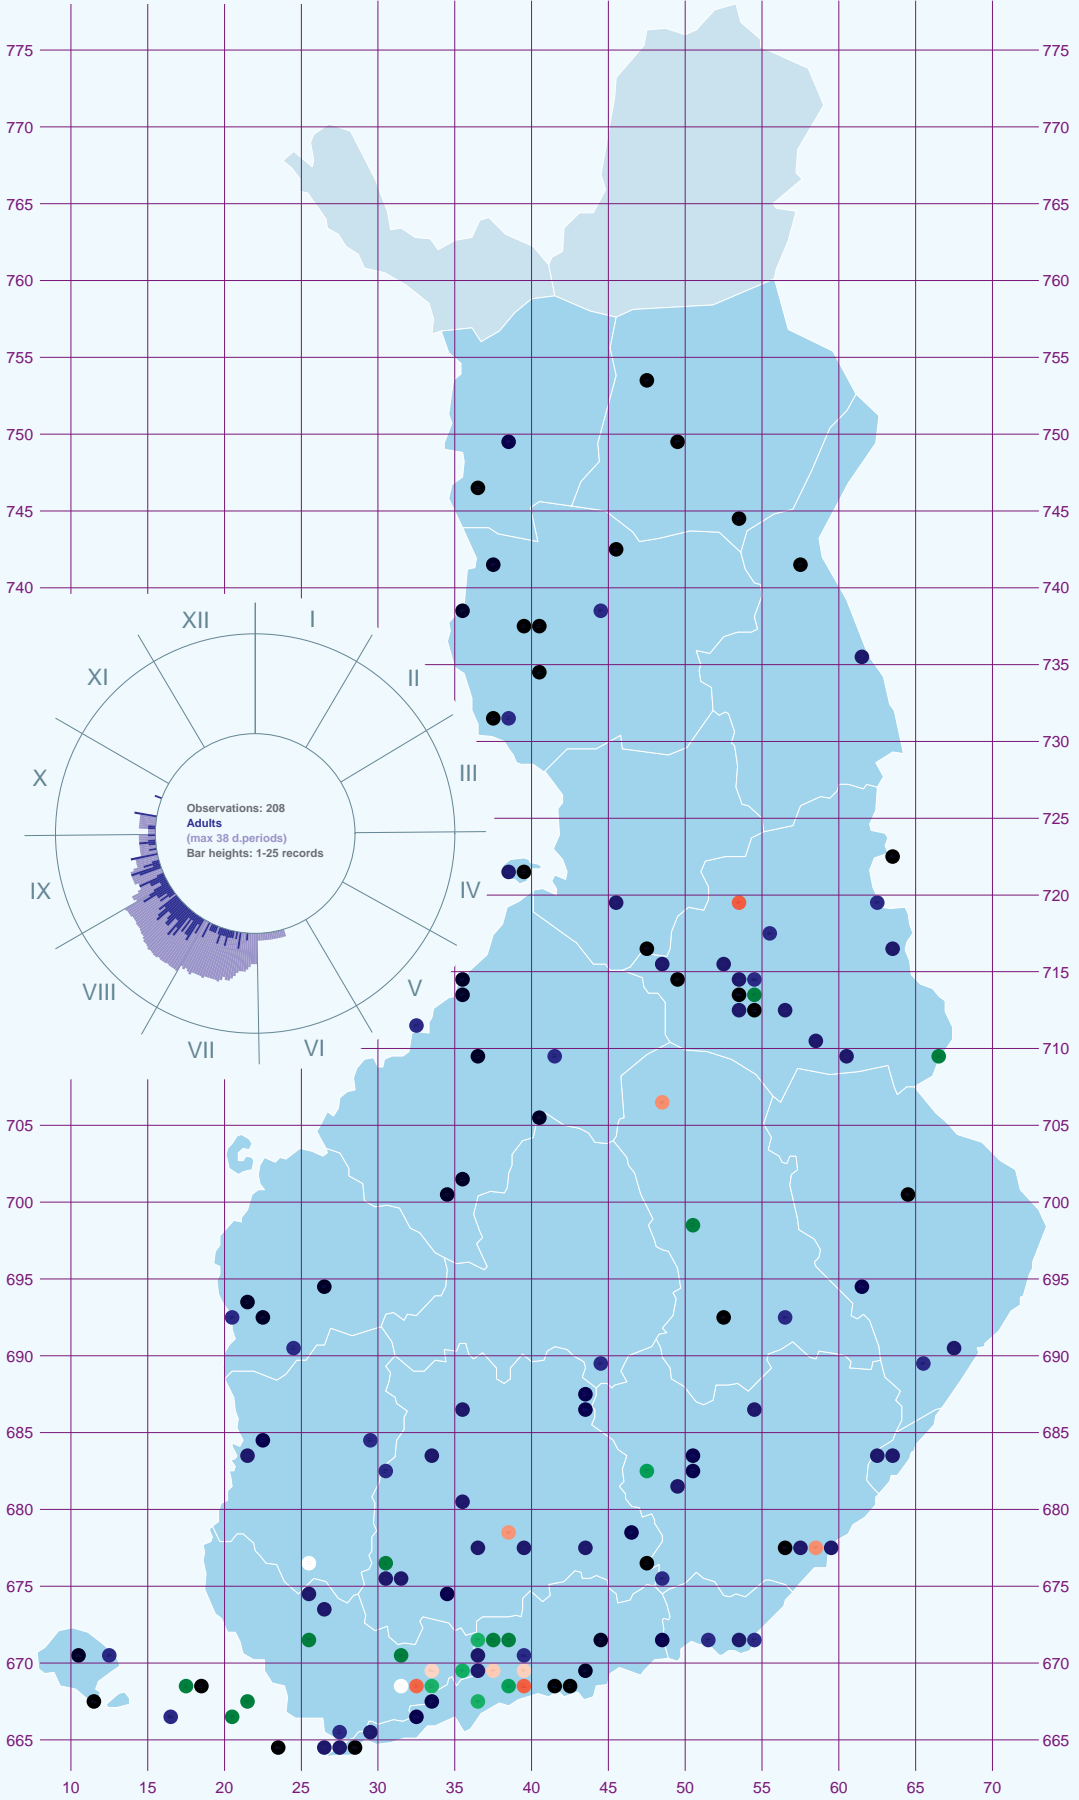 775 775
770 770
765 765
760 760
755 755
750 750
745 745
740 740
XII I
XI II
735
730
X III
725
Observations: 208
Adults
(max 38 d.periods)
Bar heights: 1-25 records
IX IV
720
715
VIII V
VII VI
710
705 705
700 700
695 695
690 690
685 685
680 680
675 675
670 670
665 665
10 15 20 25 30 35 40 45 50 55 60 65 70